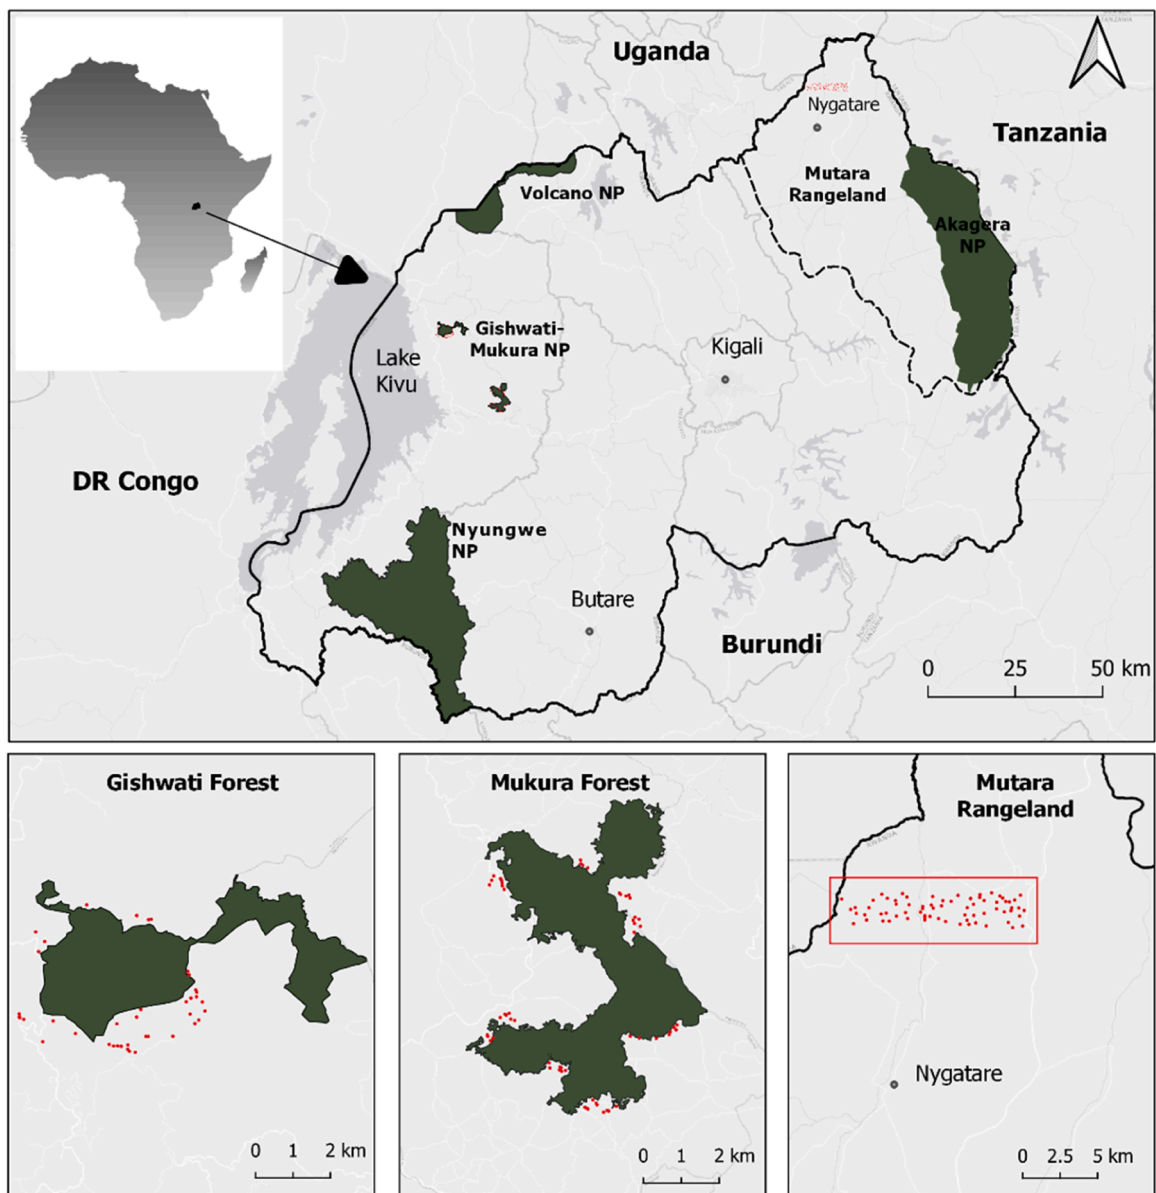 Uganda
Nygatare
Tanzania
Mutara
Rangeland
Volcano NP
Akagera
NP
Gishwati-
Mukura NP
Lake
Kivu
Kigali
DR Congo
Nyungwe
NP
Butare
Burundi
0 25 50 km
Gishwati Forest
0 1 2 km
Mukura Forest
0 1 2 km
Mutara
Rangeland
RWANDA
Nygatare
0 2.5 5 km